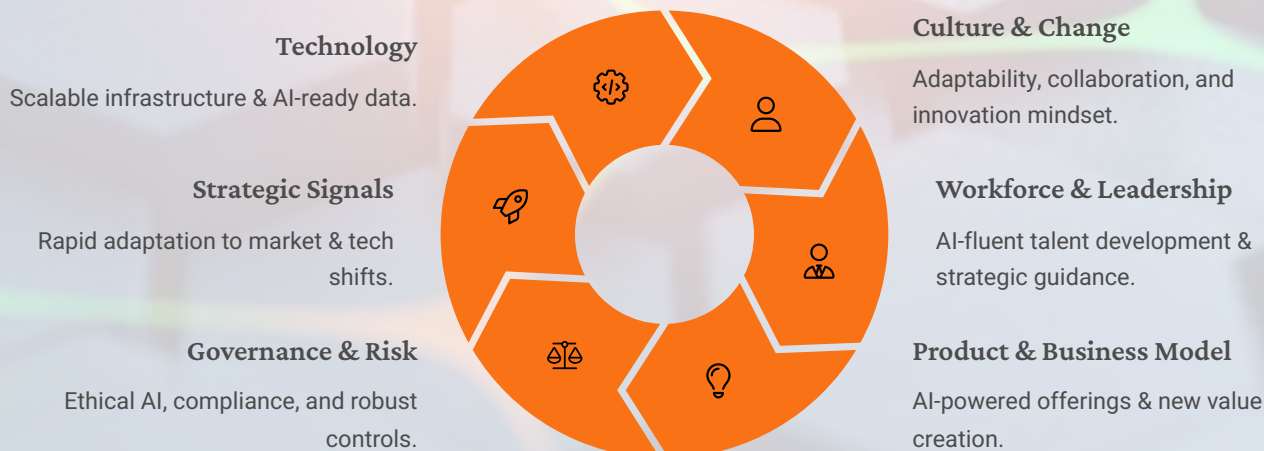 Technology
Scalable infrastructure & AI-ready data.
Strategic Signals
Rapid adaptation to market & tech
shifts.
Governance & Risk
Ethical AI, compliance, and robust
controls.
Culture & Change
Adaptability, collaboration, and
innovation mindset.
Workforce & Leadership
AI-fluent talent development &
strategic guidance.
Product & Business Model
AI-powered offerings & new value
creation.